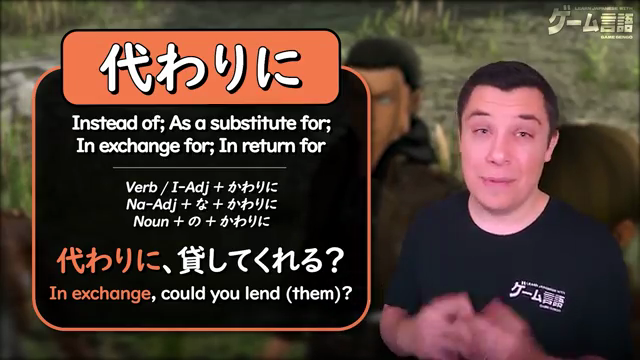 代わりに
Instead of; As a substitute for;
In exchange for; In return for
Verb / I-Adj + かわりに
Na-Adj + な + かわりに
Noun + の + かわりに
代わりに、貸してくれる?
In exchange, could you lend (them)?
LEARN JAPANESE WITH
ゲーム言語
GAME GENGO
LEARN JAPANESE WITH
ゲーム言語
GAME GENGO